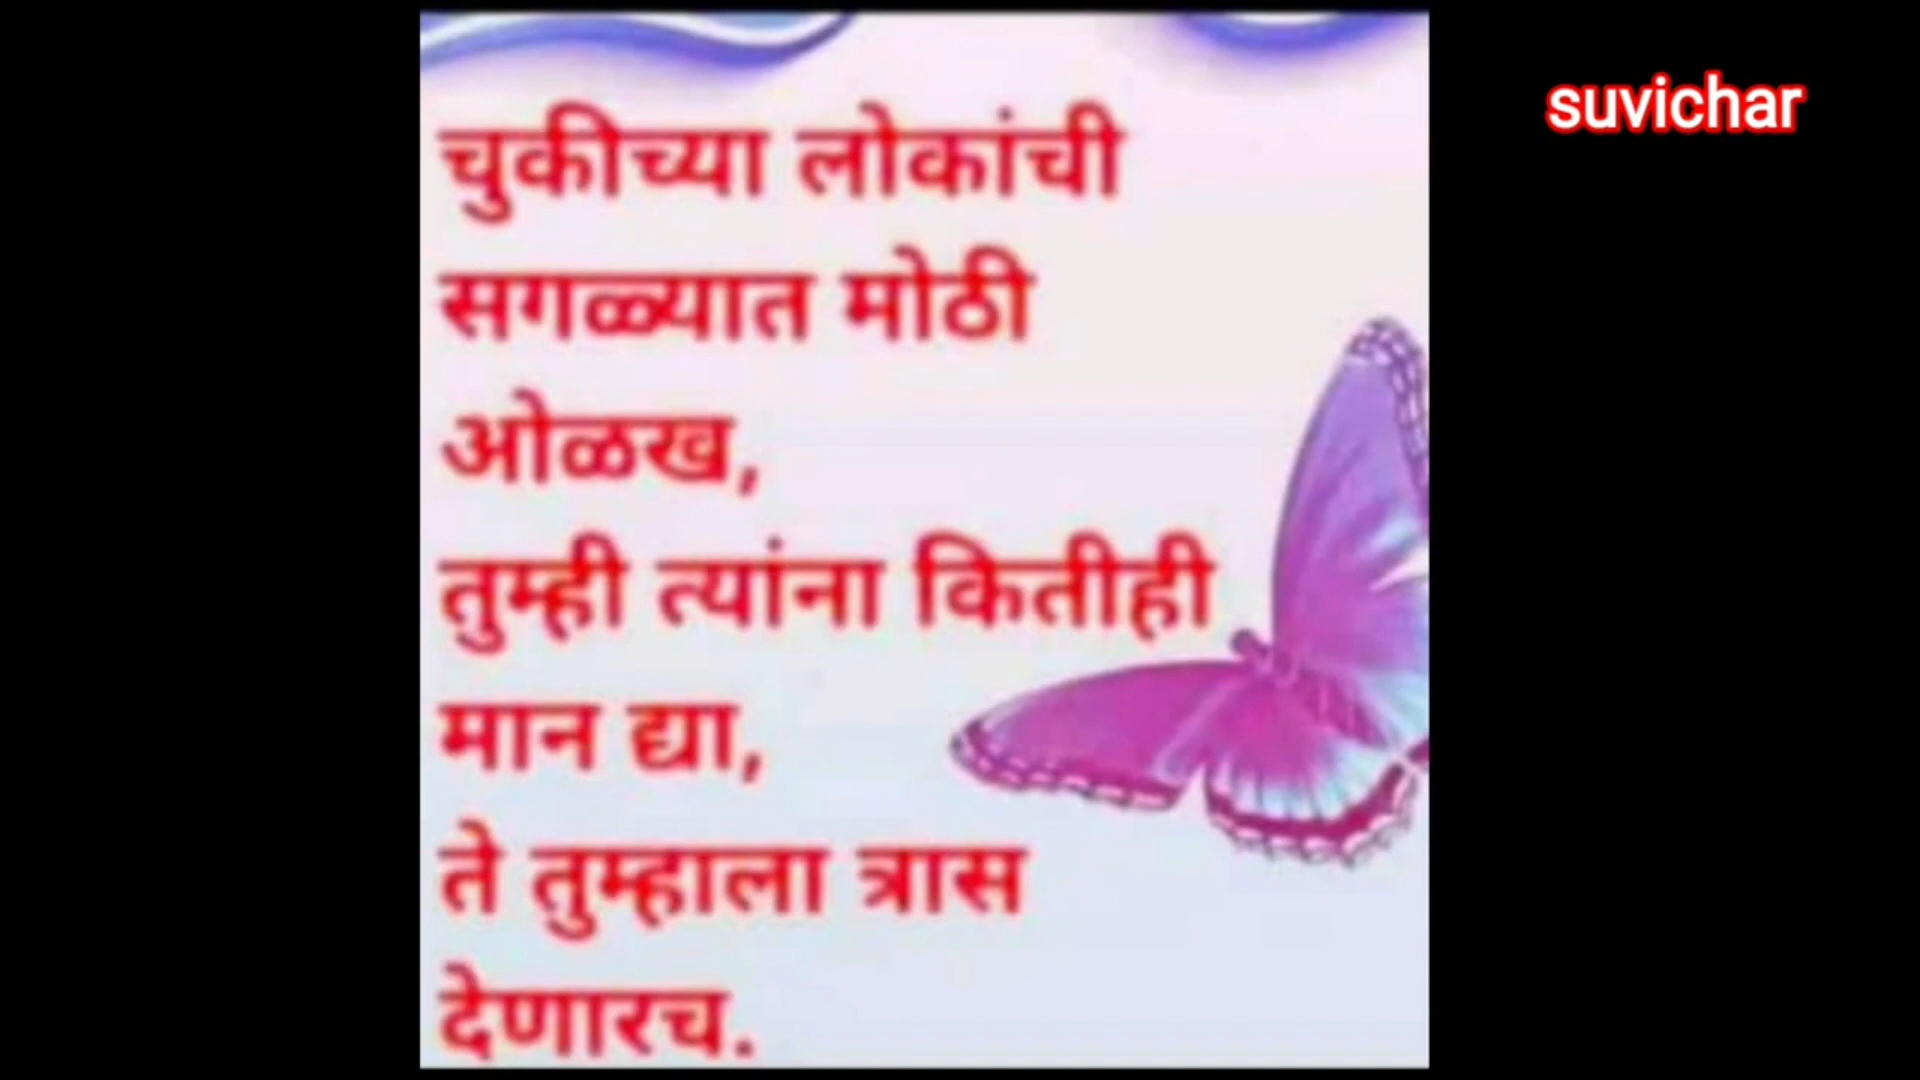 चुकीच्या लोकांची
सगळ्यात मोठी
ओळख,
तुम्ही त्यांना कितीही
मान द्या,
ते तुम्हाला त्रास
देणारच.
suvichar